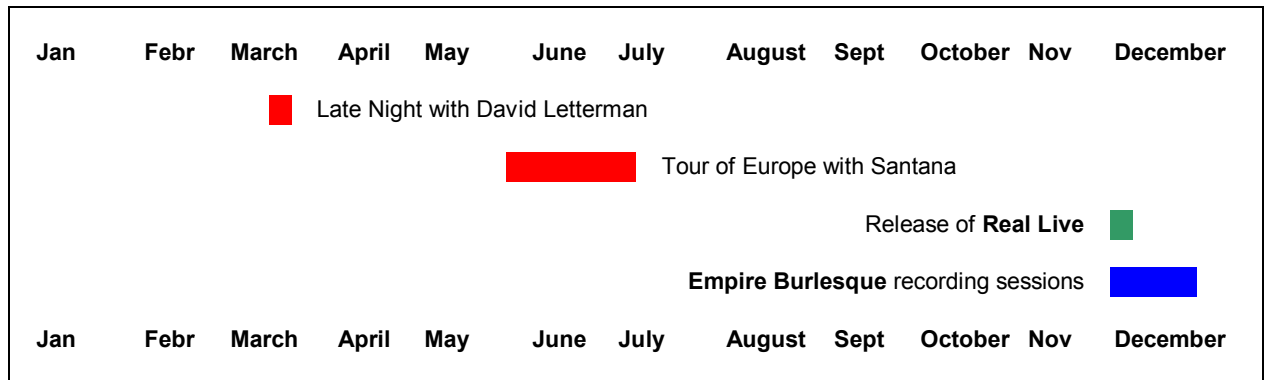 Jan Febr March April May June July August Sept October Nov December
Late Night with David Letterman
Tour of Europe with Santana
Release of Real Live
Empire Burlesque recording sessions
Jan Febr March April May June July August Sept October Nov December